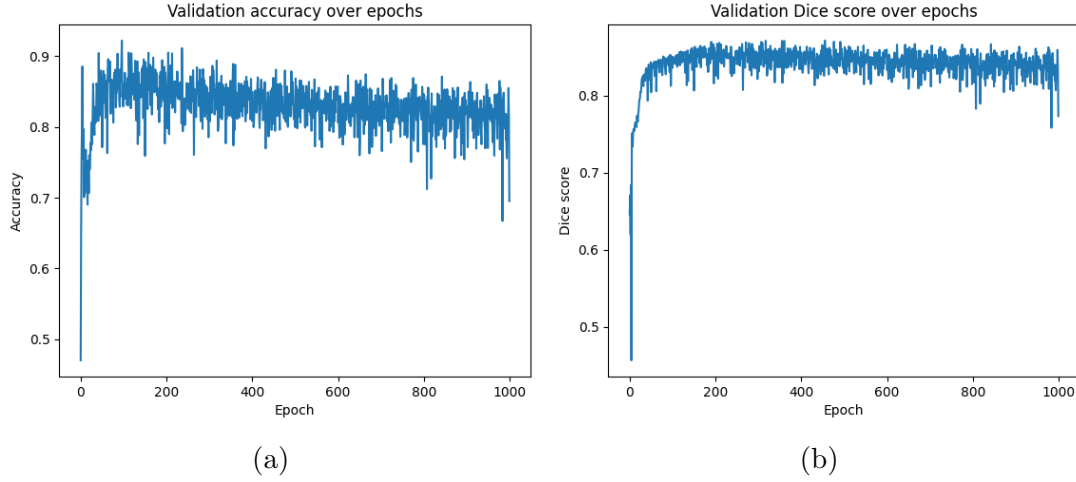 Validation accuracy over epochs
0.9
0.8
0.7
0.6
0.5
Accuracy
0 200 400 600 800 1000
Epoch
(a)
Validation Dice score over epochs
0.8
0.7
0.6
0.5
Dice score
0 200 400 600 800 1000
Epoch
(b)